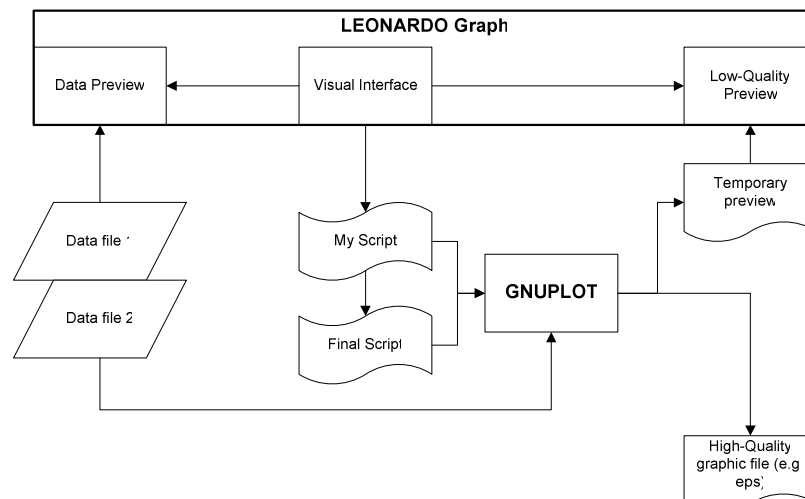 LEONARDO Graph
Data Preview
Visual Interface
Low-Quality
Preview
Temporary
preview
Data file 1
My Script
GNUPLOT
Data file 2
Final Script
High-Quality
graphic file (e.g
eps)